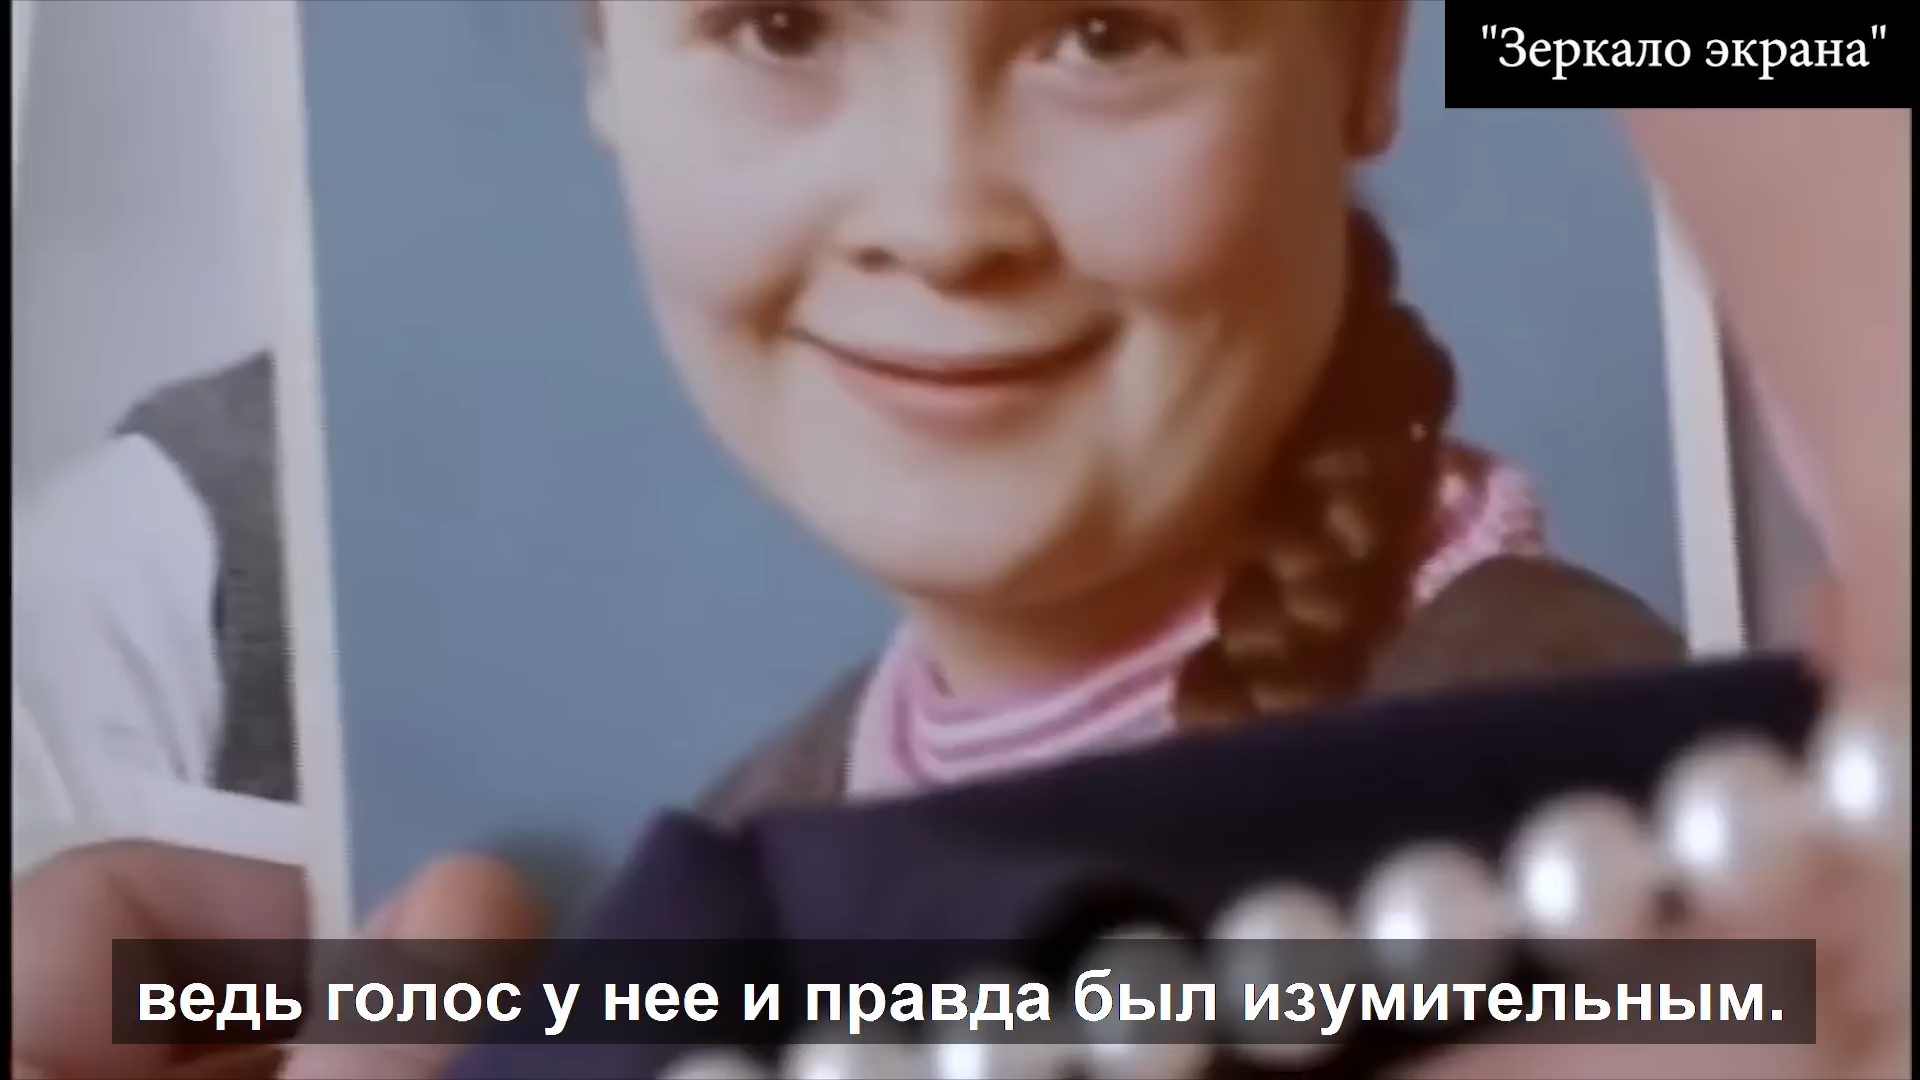 "Зеркало экрана"
ведь голос у нее и правда был изумительным.